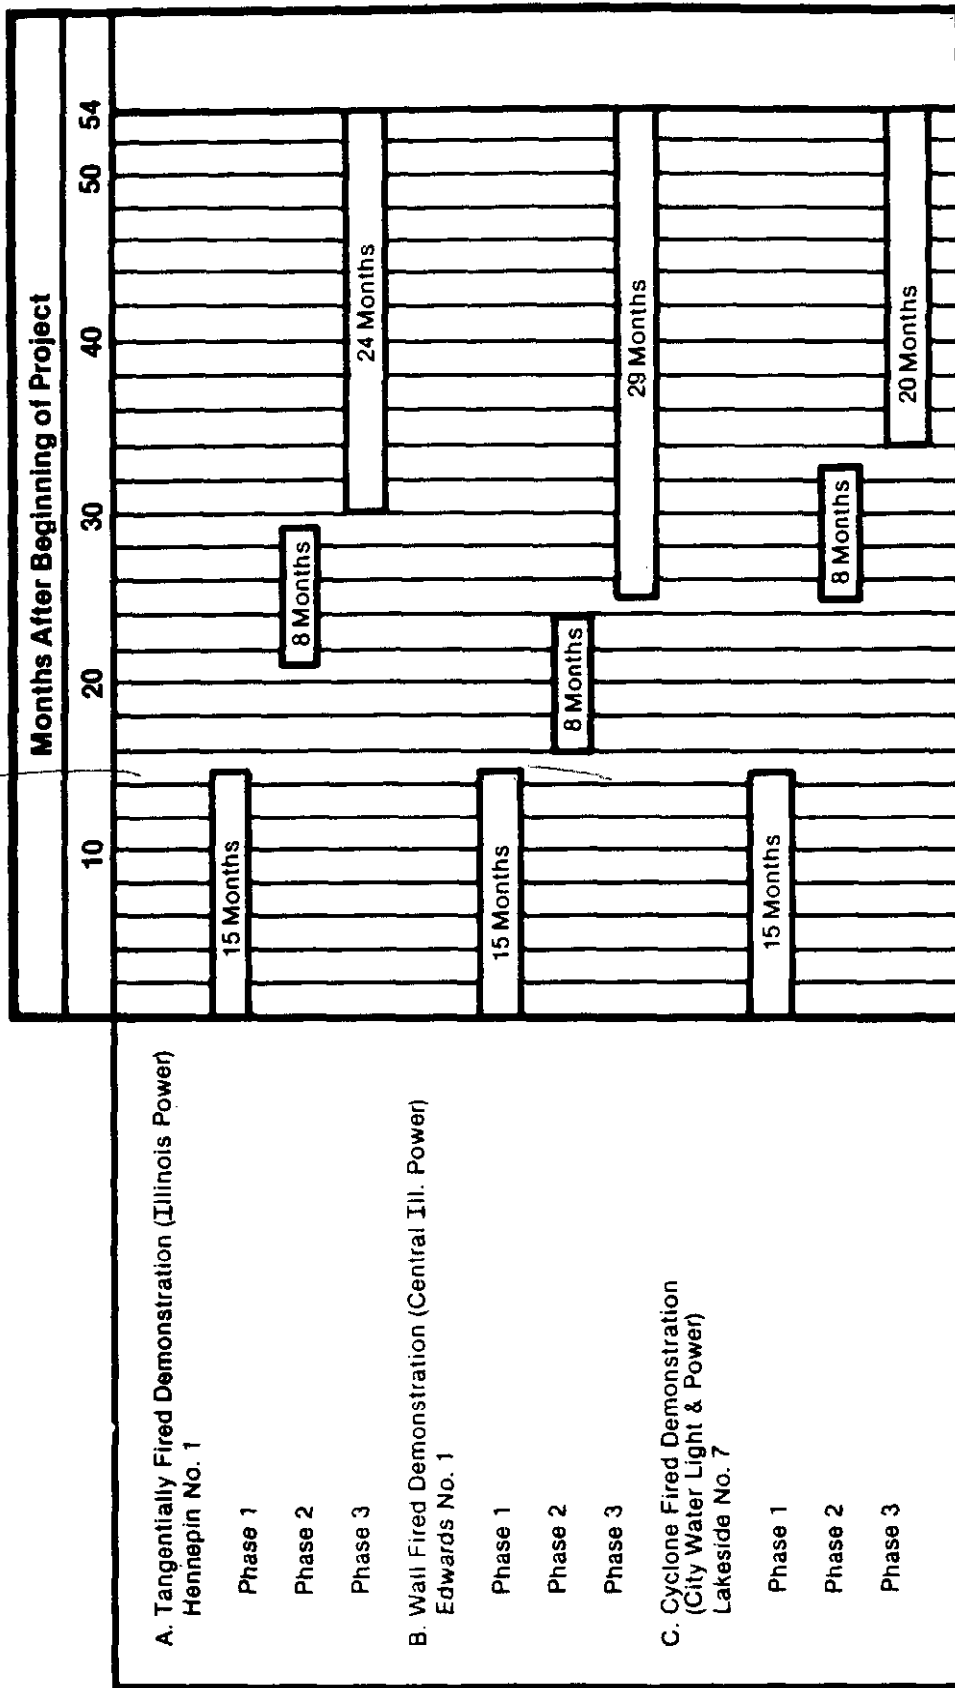 Months After Beginning of Project
10 20 30 40 50 54
A. Tangentially Fired Demonstration (Illinois Power)
Hennepin No. 1
Phase 1
15 Months
Phase 2
8 Months
Phase 3
24 Months
B. Wall Fired Demonstration (Central Ill. Power)
Edwards No. 1
Phase 1
15 Months
Phase 2
8 Months
Phase 3
29 Months
C. Cyclone Fired Demonstration
(City Water Light & Power)
Lakeside No. 7
Phase 1
15 Months
Phase 2
8 Months
Phase 3
20 Months